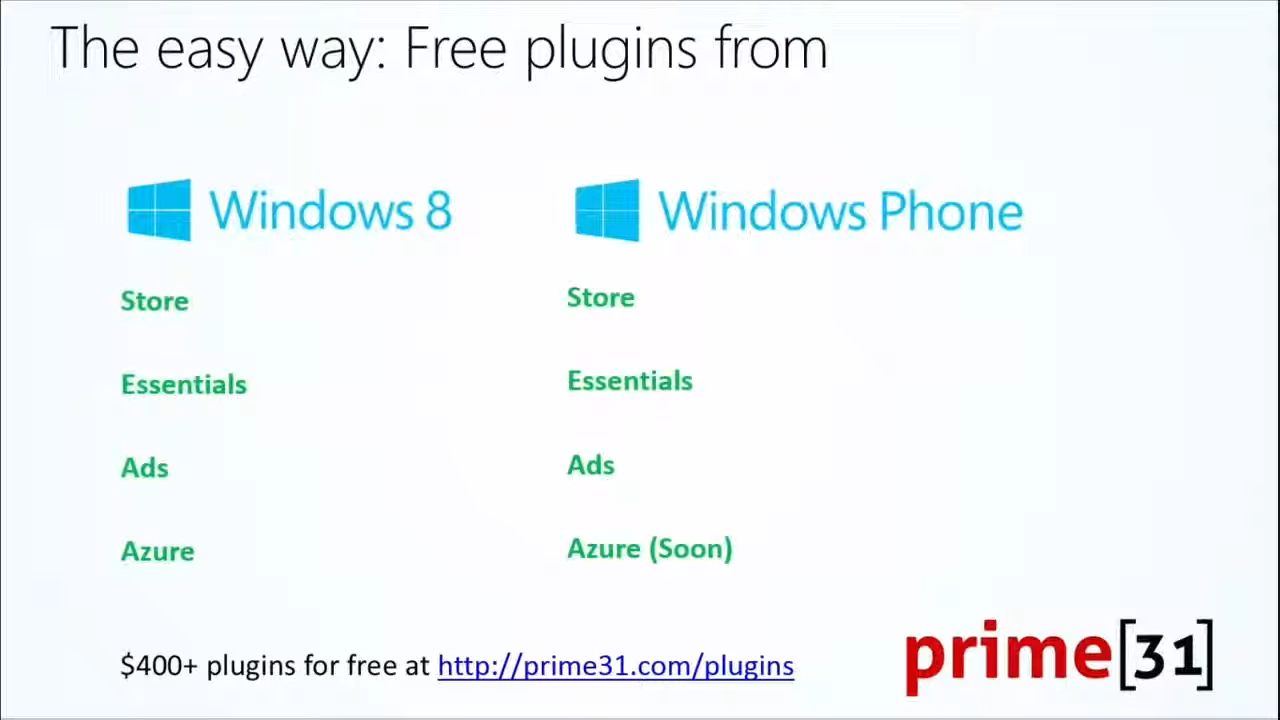 The easy way: Free plugins from
Windows 8
Windows Phone
Store
Essentials
Ads
Azure
Store
Essentials
Ads
Azure (Soon)
$400+ plugins for free at http://prime31.com/plugins
prime[31]